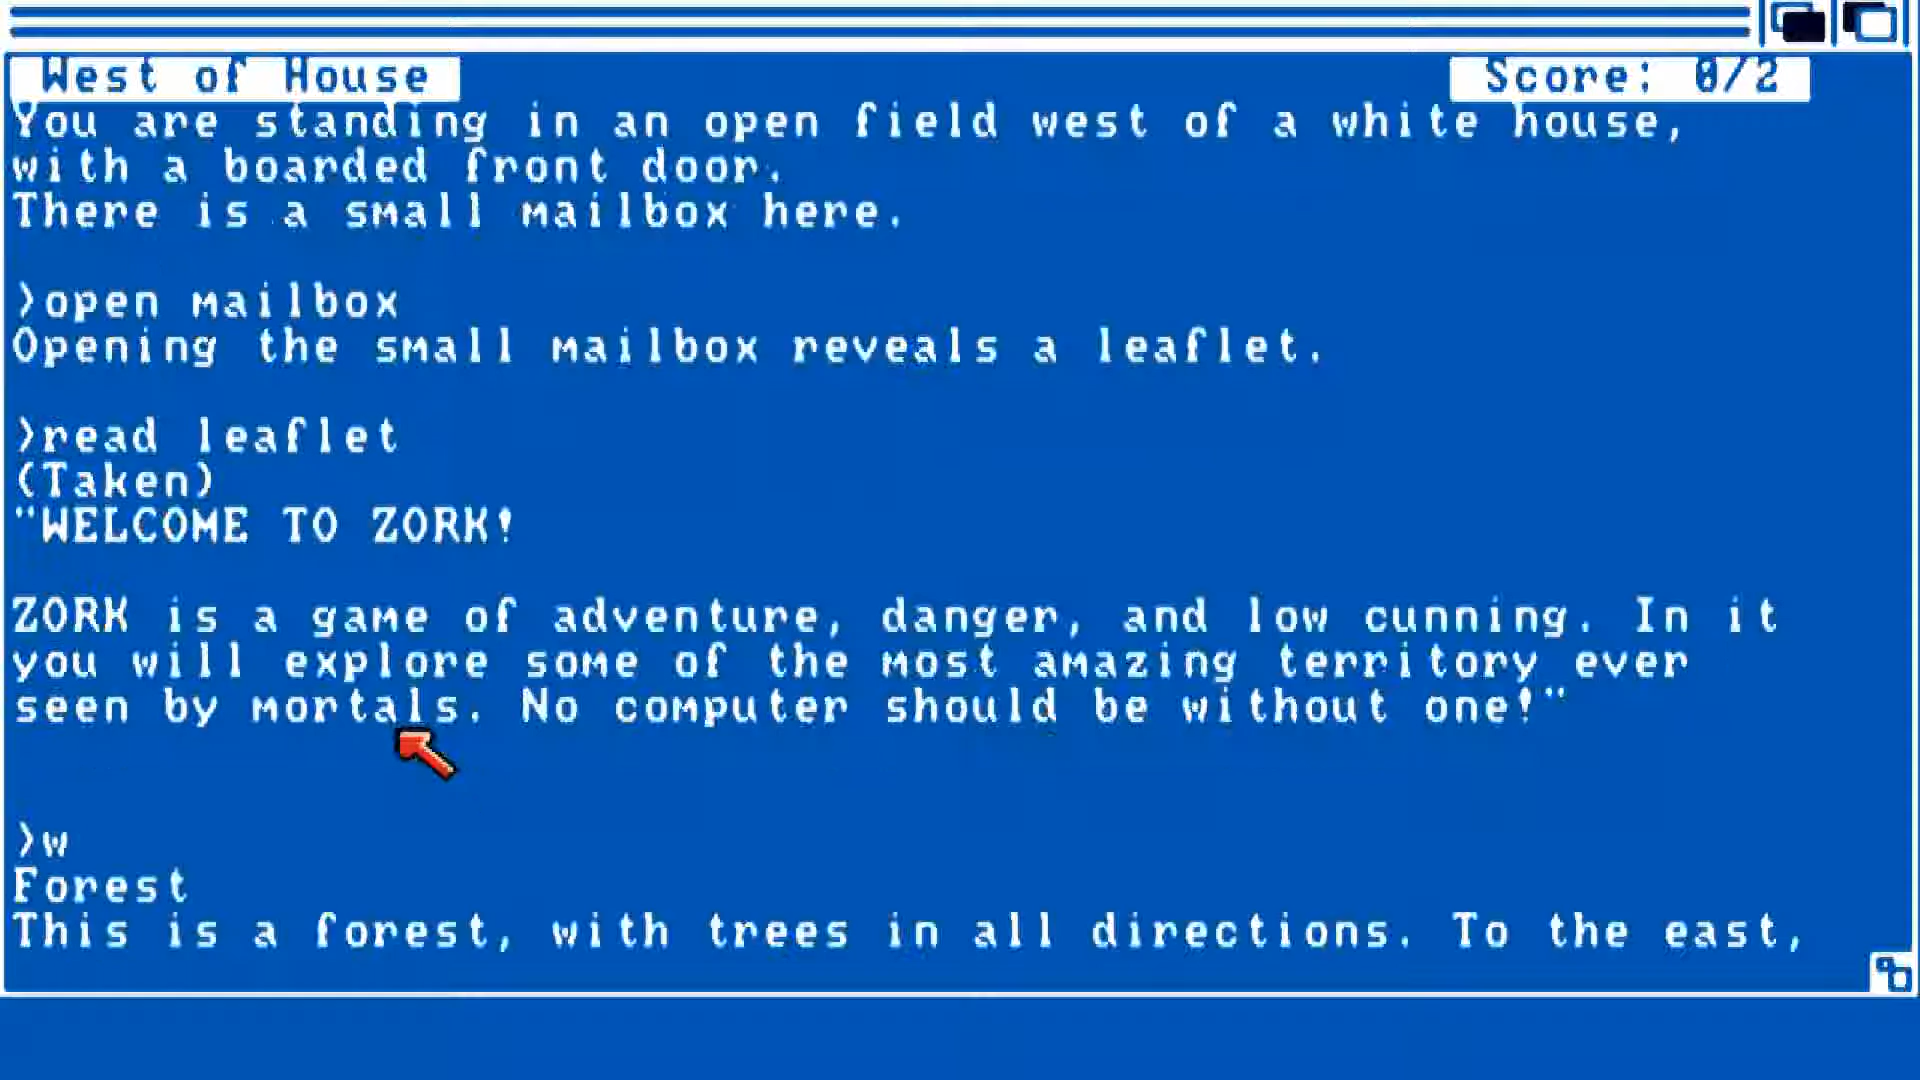 West of House Score: 0/2
You are standing in an open field west of a white house,
with a boarded front door.
There is a small mailbox here.
>open mailbox
Opening the small mailbox reveals a leaflet.
>read leaflet
(Taken)
"WELCOME TO ZORK!
ZORK is a game of adventure, danger, and low cunning. In it
you will explore some of the most amazing territory ever
seen by mortals. No computer should be without one!"
>w
Forest
This is a forest, with trees in all directions. To the east,